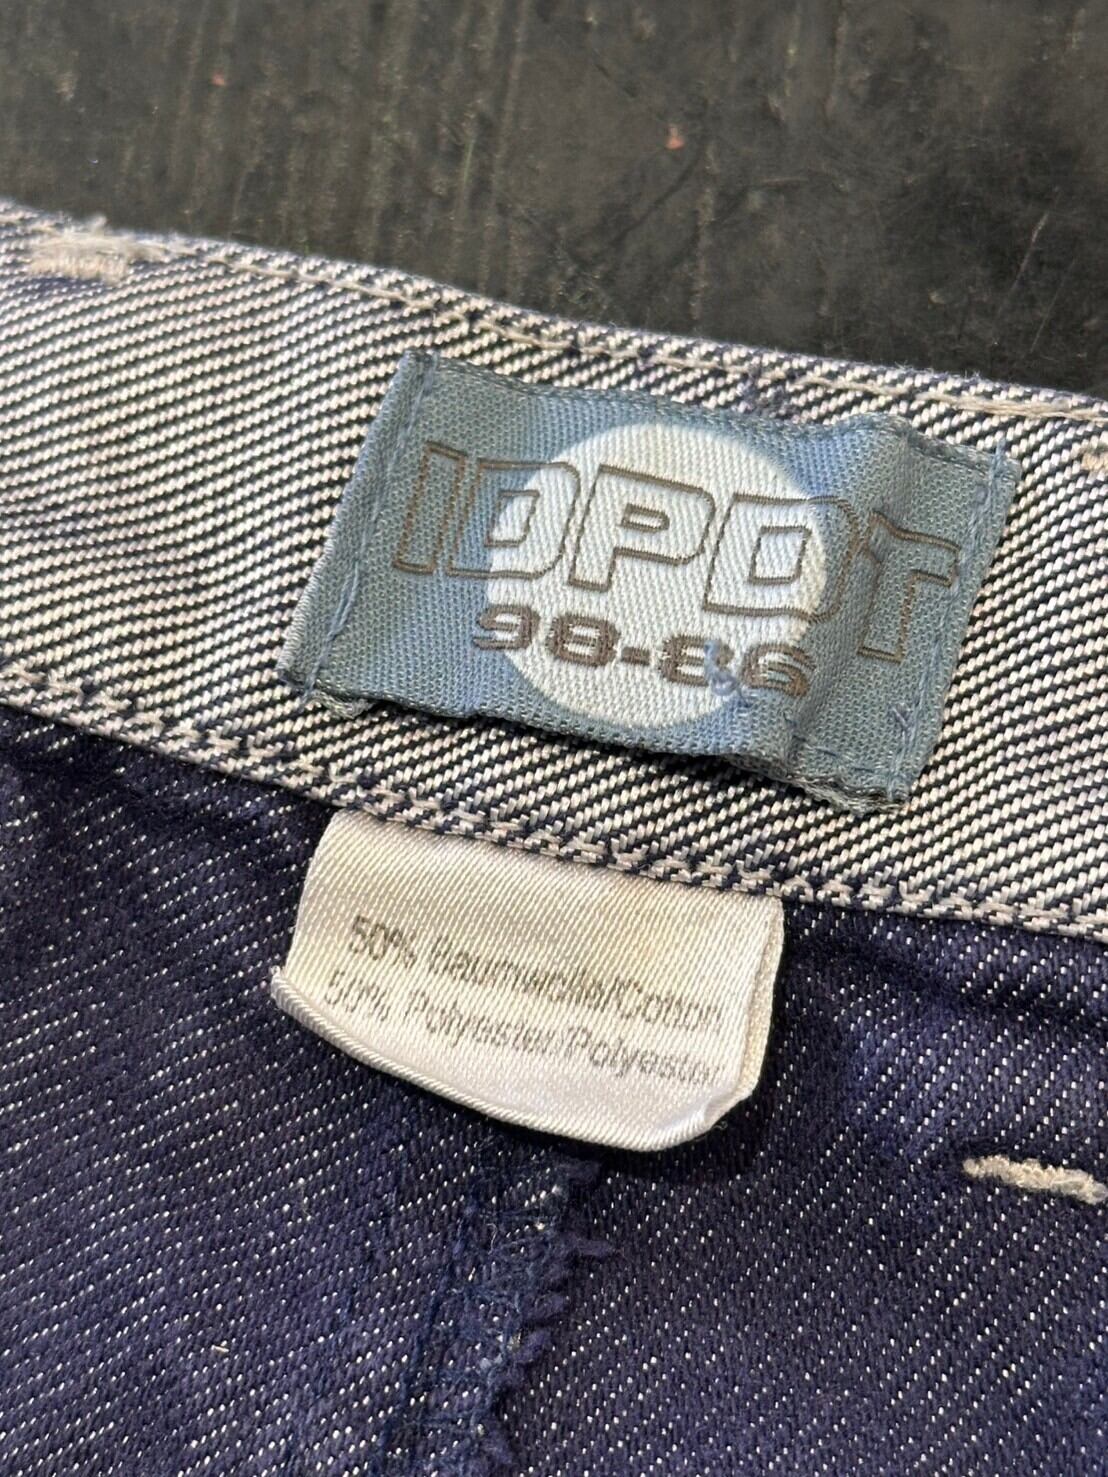 IDPDT
98-86
50% Baumwolle/Cotton
50% Polyester/Polyester